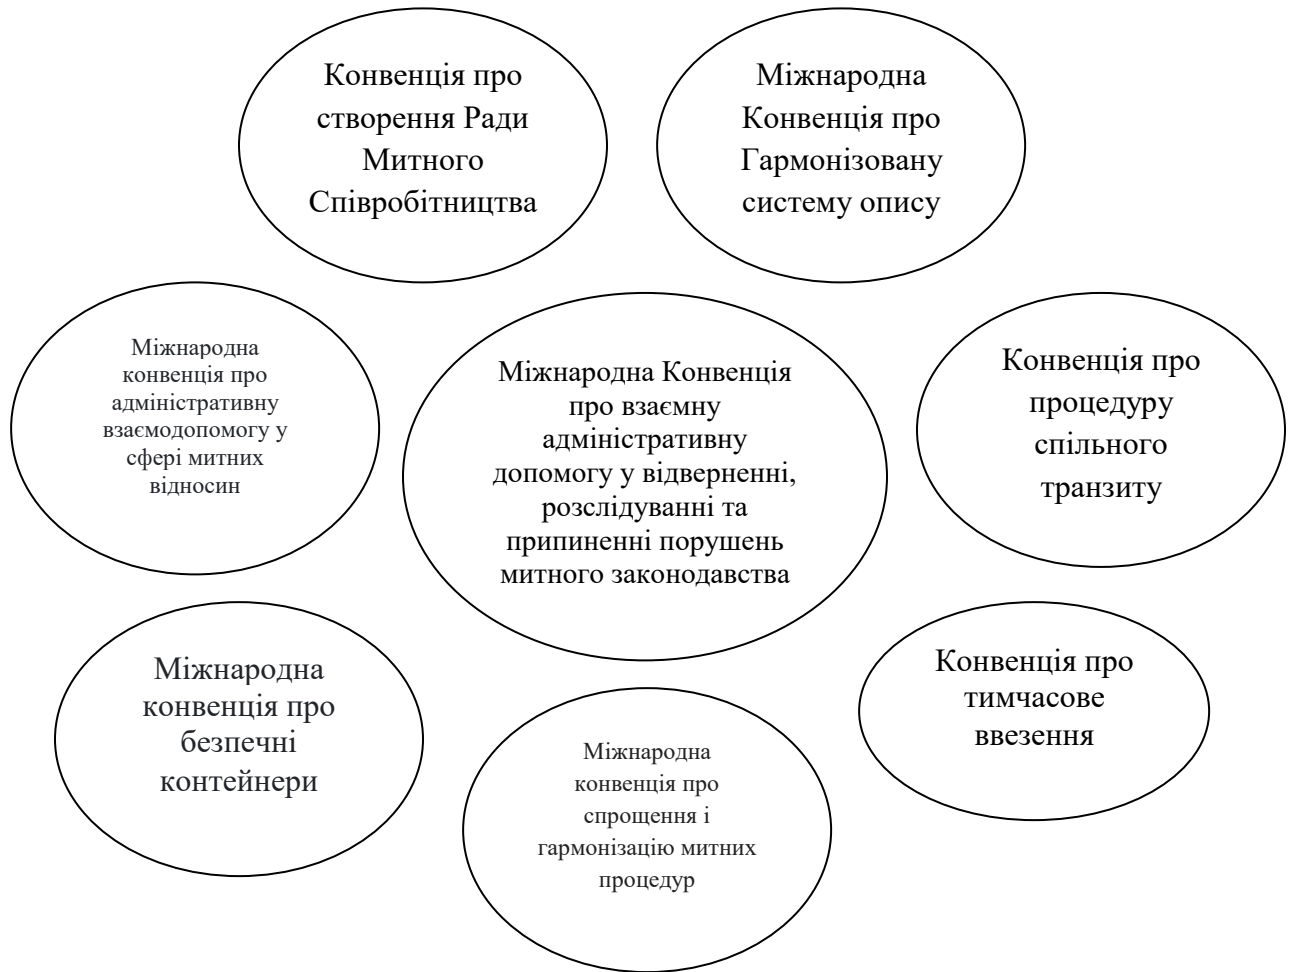 Конвенція про
створення Ради
Митного
Співробітництва
Міжнародна
Конвенція про
Гармонізовану
систему опису
Міжнародна
конвенція про
адміністративну
взаємодопомогу у
сфері митних
відносин
Міжнародна Конвенція
про взаємну
адміністративну
допомогу у відверненні,
розслідуванні та
припиненні порушень
митного законодавства
Конвенція про
процедуру
спільного
транзиту
Міжнародна
конвенція про
безпечні
контейнери
Міжнародна
конвенція про
спрощення і
гармонізацію митних
процедур
Конвенція про
тимчасове
ввезення